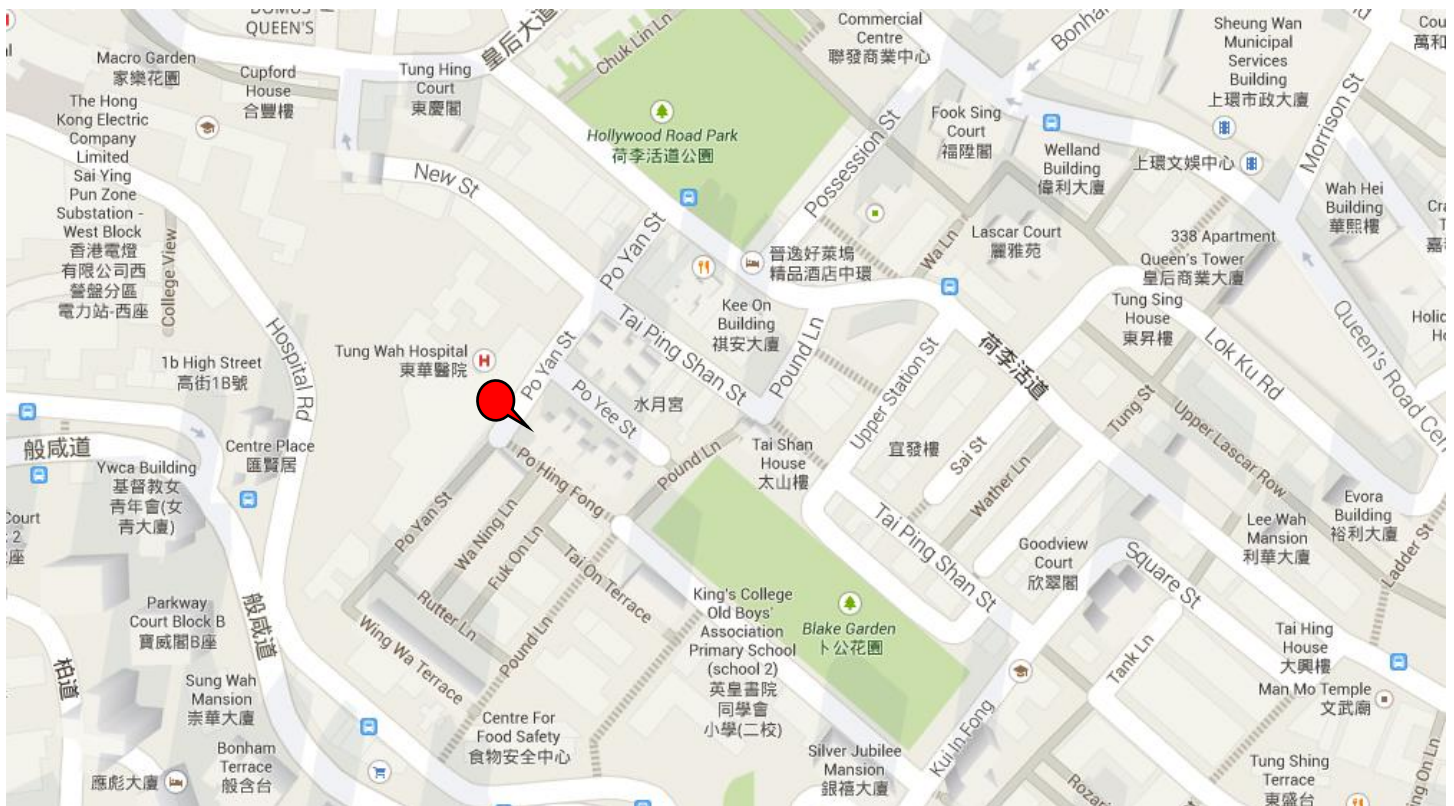 DOMUS
QUEEN'S
Macro Garden
家樂花園
Cupford
House
合豐樓
Tung Hing
Court
東慶閣
皇后大道
Chuk Lin Ln
Commercial
Centre
聯發商業中心
Sheung Wan
Municipal
Services
Building
上環市政大廈
The Hong
Kong Electric
Company
Limited
Sai Ying
Pun Zone
Substation -
West Block
香港電燈
有限公司西
營盤分區
電力站-西座
College View
New St
Hollywood Road Park
荷李活道公園
Possession St
Fook Sing
Court
福陞閣
Welland
Building
偉利大廈
上環文娛中心
Morrison St
Wah Hei
Building
華熙樓
Po Yan St
晉逸好萊塢
精品酒店中環
Wa Ln
Lascar Court
麗雅苑
338 Apartment
Queen's Tower
皇后商業大廈
Hospital Rd
Tung Wah Hospital
東華醫院
H
Po Yan St
Tai Ping Shan St
Kee On
Building
祺安大廈
Pound Ln
Upper Station St
荷李活道
Tung Sing
House
東昇樓
Lok Ku Rd
Queen's Road Cen
1b High Street
高街1B號
Po Yee St
水月宮
Tung St
Upper Lascar Row
般咸道
Centre Place
匯賢居
Ywca Building
基督教女
青年會(女
青大廈)
Po Hing Fong
Pound Ln
Tai Shan
House
太山樓
宜發樓
Sai St
Wather Ln
Evora
Building
裕利大廈
Court
2
座
Po Yan St
Wa Ning Ln
Fuk On Ln
Tai On Terrace
Tai Ping Shan St
Goodview
Court
欣翠閣
Square St
Lee Wah
Mansion
利華大廈
Ladder St
Parkway
Court Block B
寶威閣B座
般咸道
Rutter Ln
Wing Wa Terrace
Pound Ln
King's College
Old Boys'
Association
Primary School
(school 2)
英皇書院
同學會
小學(二校)
Blake Garden
卜公花園
Tank Ln
Tai Hing
House
大興樓
柏道
Sung Wah
Mansion
崇華大廈
Centre For
Food Safety
食物安全中心
Kui In Fong
Man Mo Temple
文武廟
Bonham
Terrace
般含台
應彪大廈
Silver Jubilee
Mansion
銀禧大廈
Tung Shing
Terrace
東盛台